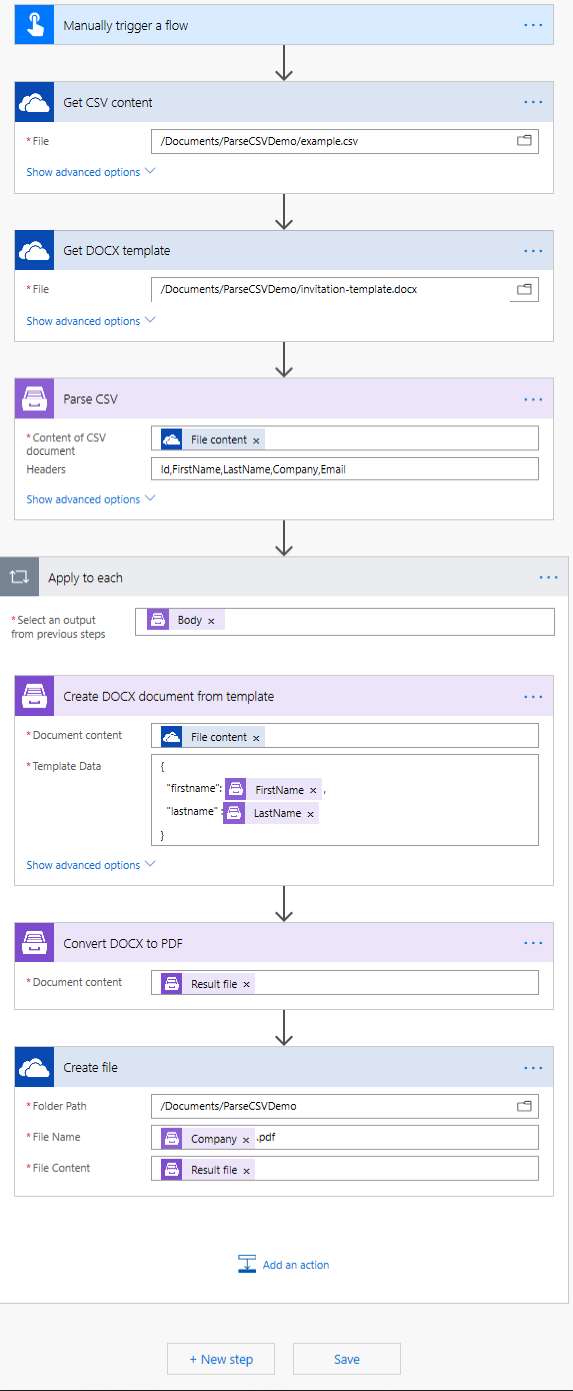 Manually trigger a flow
...
Get CSV content
...
* File
/Documents/ParseCSVDemo/example.csv
Show advanced options
Get DOCX template
...
* File
/Documents/ParseCSVDemo/invitation-template.docx
Show advanced options
Parse CSV
...
* Content of CSV
document
File content ×
Headers
Id,FirstName,LastName,Company,Email
Show advanced options
Apply to each
...
* Select an output
from previous steps
Body ×
Create DOCX document from template
...
* Document content
File content ×
* Template Data
{
"firstname": FirstName × ,
"lastname" : LastName ×
}
Show advanced options
Convert DOCX to PDF
...
* Document content
Result file ×
Create file
...
* Folder Path
/Documents/ParseCSVDemo
* File Name
Company × .pdf
* File Content
Result file ×
Add an action
+ New step
Save